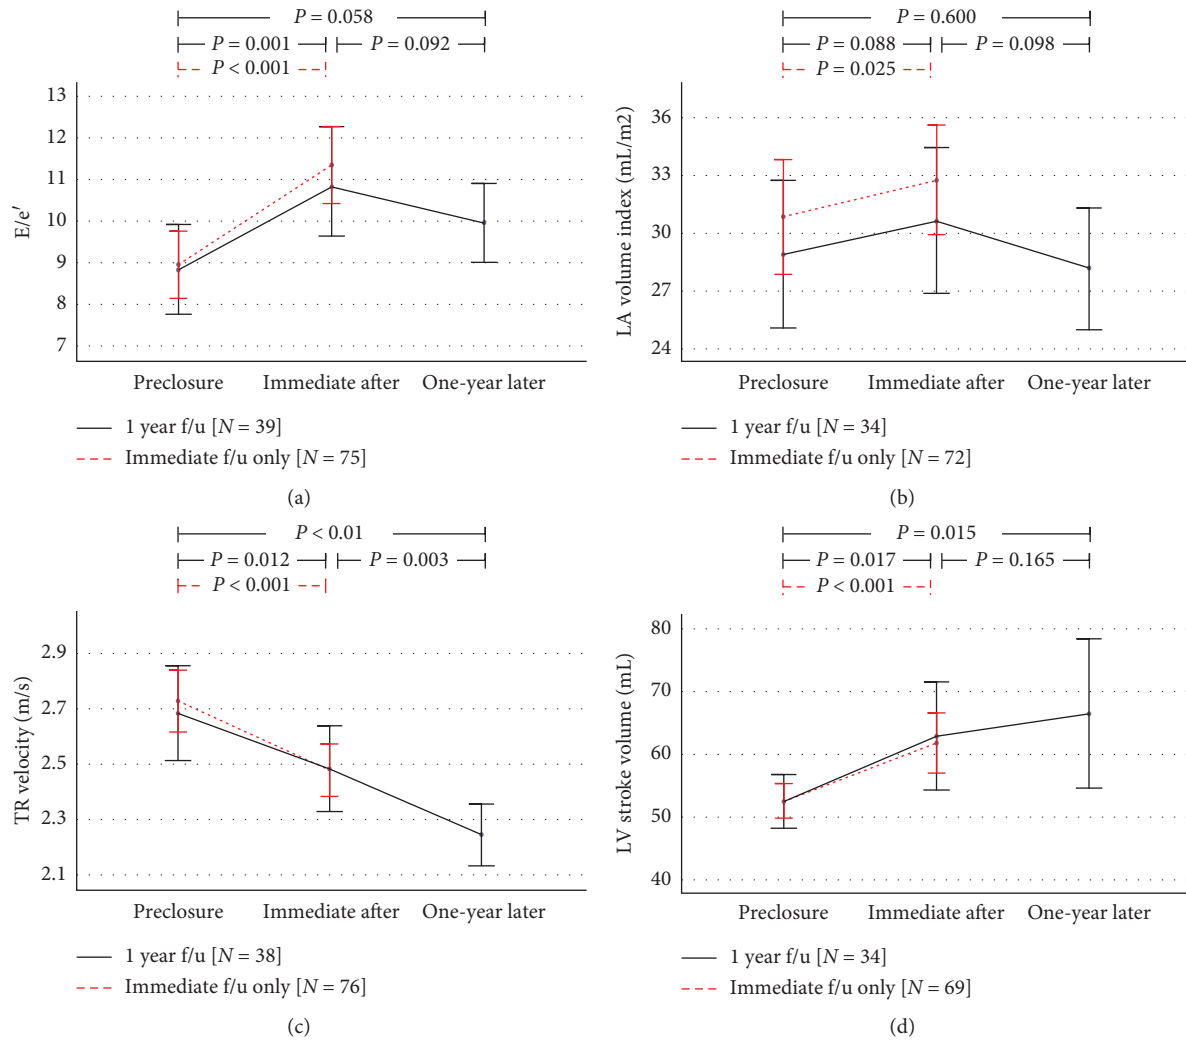 P = 0.058
P = 0.001
P = 0.092
P < 0.001
E/e′
13
12
11
10
9
8
7
Preclosure
Immediate after
One-year later
1 year f/u [N = 39]
Immediate f/u only [N = 75]
(a)
P = 0.600
P = 0.088
P = 0.098
P = 0.025
LA volume index (mL/m2)
36
33
30
27
24
Preclosure
Immediate after
One-year later
1 year f/u [N = 34]
Immediate f/u only [N = 72]
(b)
P < 0.01
P = 0.012
P = 0.003
P < 0.001
TR velocity (m/s)
2.9
2.7
2.5
2.3
2.1
Preclosure
Immediate after
One-year later
1 year f/u [N = 38]
Immediate f/u only [N = 76]
(c)
P = 0.015
P = 0.017
P = 0.165
P < 0.001
LV stroke volume (mL)
80
70
60
50
40
Preclosure
Immediate after
One-year later
1 year f/u [N = 34]
Immediate f/u only [N = 69]
(d)